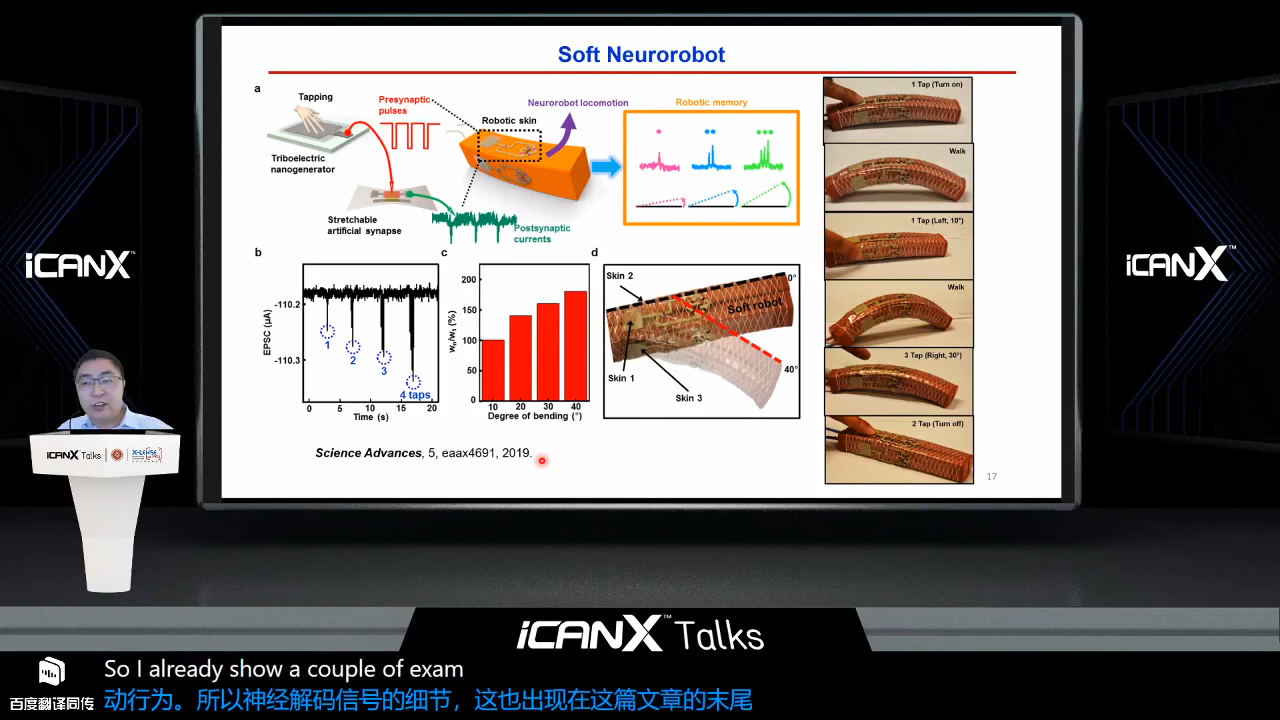 Soft Neurorobot
a
Tapping
Triboelectric
nanogenerator
Presynaptic
pulses
Stretchable
artificial synapse
Robotic skin
Neurorobot locomotion
Postsynaptic
currents
Robotic memory
b
EPSC (µA)
-110.2
-110.3
1
2
3
4 taps
0 5 10 15 20
Time (s)
c
wₙ/w₁ (%)
200
150
100
50
0
10 20 30 40
Degree of bending (°)
d
Skin 2
0°
Soft robot
Skin 1
Skin 3
40°
1 Tap (Turn on)
Walk
1 Tap (Left, 10°)
Walk
3 Tap (Right, 30°)
2 Tap (Turn off)
Science Advances, 5, eaax4691, 2019.
17
iCANX™
iCANX™
iCANX Talks
X-LENSE
iCANX™ Talks
百度翻译同传
So I already show a couple of exam
动行为。所以神经解码信号的细节，这也出现在这篇文章的末尾